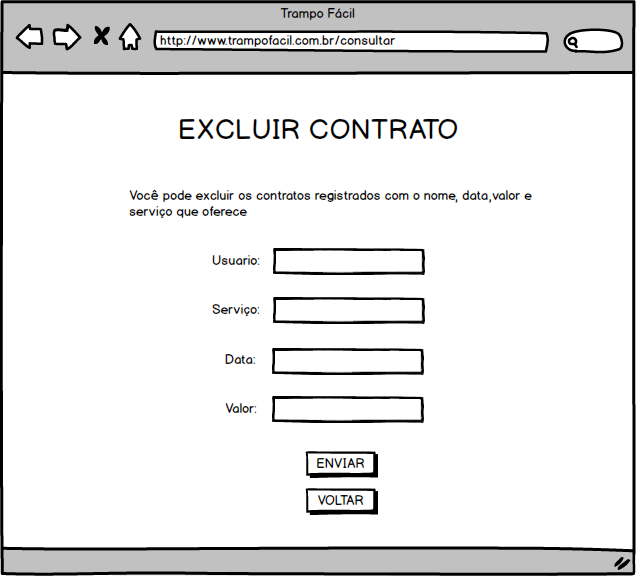 Trampo Fácil
http://www.trampofacil.com.br/consultar
EXCLUIR CONTRATO
Você pode excluir os contratos registrados com o nome, data,valor e
serviço que oferece
Usuario:
Serviço:
Data:
Valor:
ENVIAR
VOLTAR